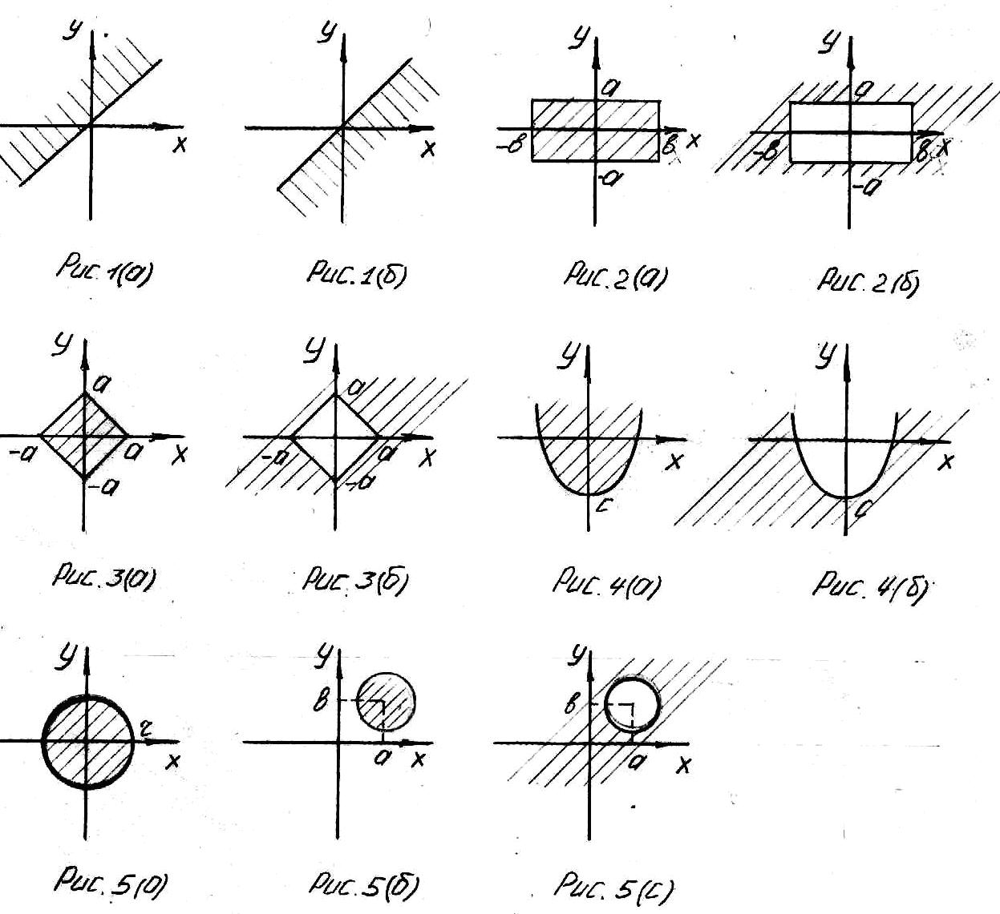 у у у у
а а
х х -в в х -в в х
-а -а
Рис. 1(а) Рис. 1(б) Рис. 2(а) Рис. 2(б)
у у у у
а а
-а а х -а а х х х
-а -а с с
Рис. 3(а) Рис. 3(б) Рис. 4(а) Рис. 4(б)
у у у
в в
r х а х а х
Рис. 5(а) Рис. 5(б) Рис. 5(с)